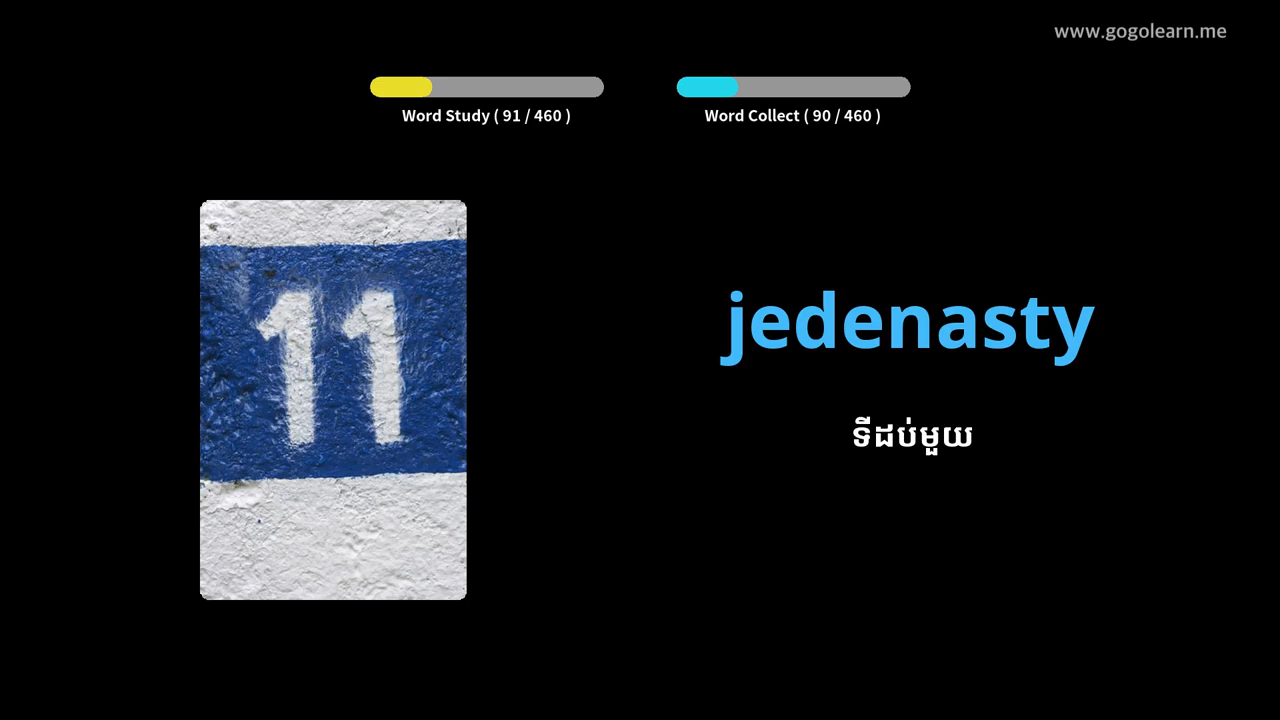 www.gogolearn.me
Word Study ( 91 / 460 )
Word Collect ( 90 / 460 )
11
jedenasty
ទីដប់មួយ